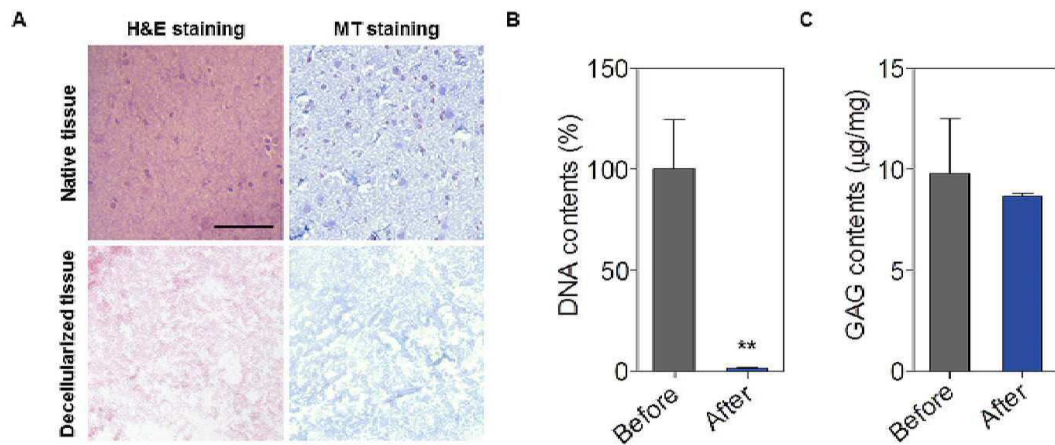 A
H&E staining
MT staining
Native tissue
Decellularized tissue
B
DNA contents (%)
150
100
50
0
**
Before
After
C
GAG contents (μg/mg)
15
10
5
0
Before
After